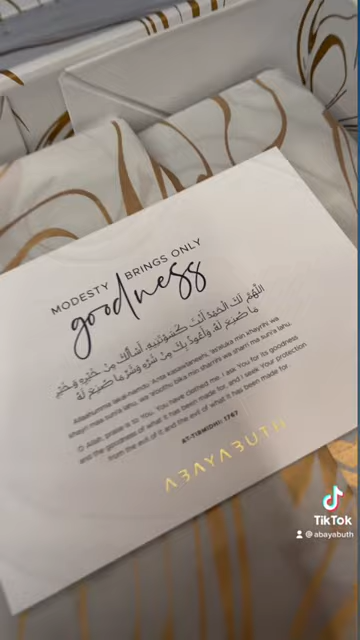 MODESTY BRINGS ONLY
goodness
اللَّهُمَّ لَكَ الْحَمْدُ أَنْتَ كَسَوْتَنِيهِ، أَسْأَلُكَ مِنْ خَيْرِهِ وَخَيْرِ
مَا صُنِعَ لَهُ، وَأَعُوذُ بِكَ مِنْ شَرِّهِ وَشَرِّ مَا صُنِعَ لَهُ
Allaahumma lakal-hamdu Anta kasawtaneehi, 'as'aluka min khayrihi wa
khayri maa suni'a lahu, wa 'a'oodhu bika min sharrihi wa sharri ma suni'a lahu.
O Allah, praise is to You. You have clothed me. I ask You for its goodness
and the goodness of what it has been made for, and I seek Your protection
from the evil of it and the evil of what it has been made for.
AT-TIRMIDHI: 1767
ABAYABUTH
TikTok
@abayabuth